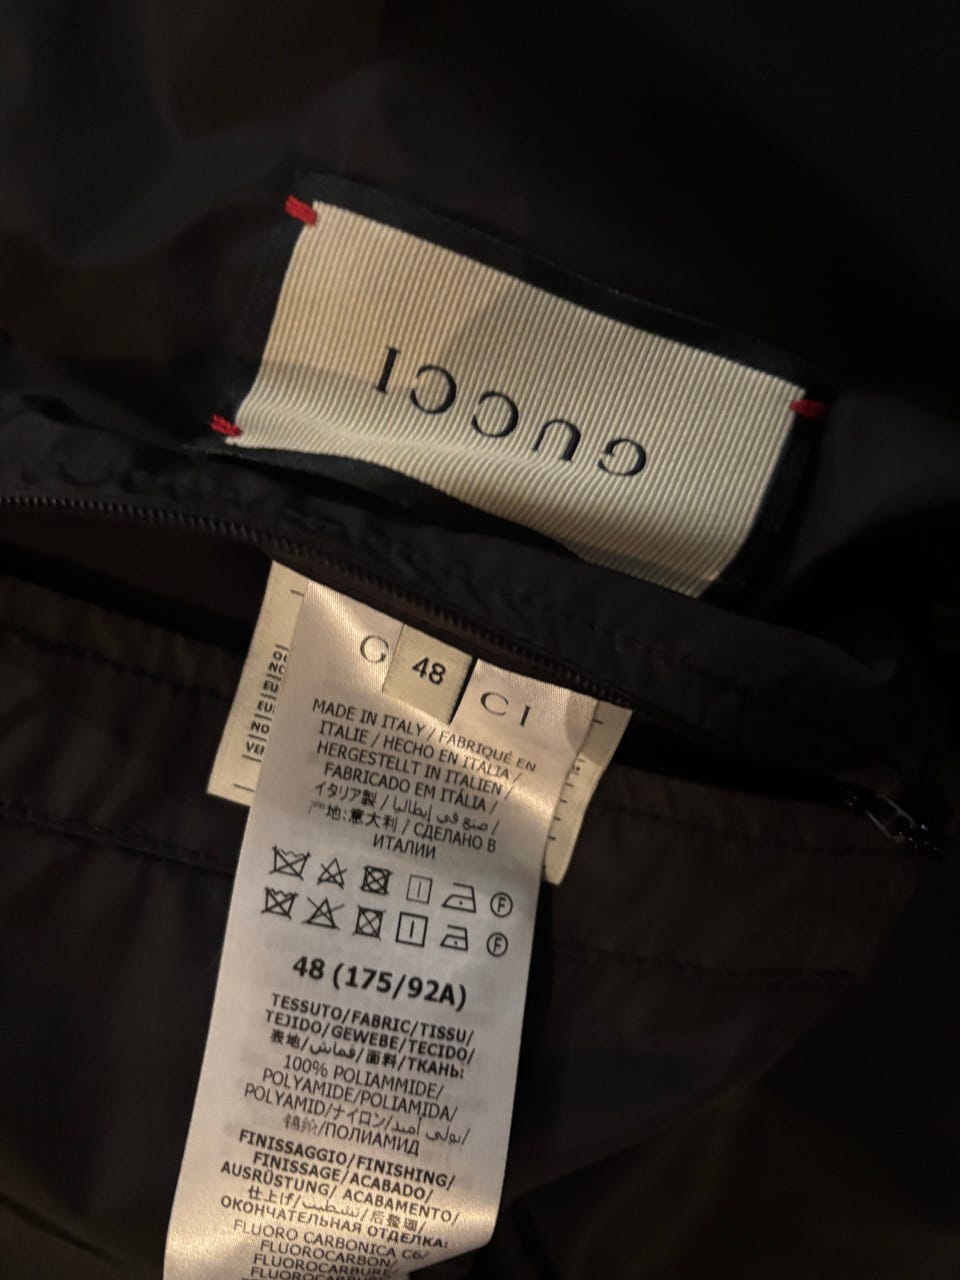 GUCCI
48
G
CI
MADE IN ITALY / FABRIQUÉ EN
ITALIE / HECHO EN ITALIA /
HERGESTELLT IN ITALIEN /
FABRICADO EM ITÁLIA /
イタリア製 / صنع في إيطاليا /
地:意大利 / СДЕЛАНО В
ИТАЛИИ
F
F
48 (175/92A)
TESSUTO/FABRIC/TISSU/
TEJIDO/GEWEBE/TECIDO/
表地/قماش/面料/ТКАНЬ:
100% POLIAMMIDE/
POLYAMIDE/POLIAMIDA/
POLYAMID/ナイロン/بولي أميد/
锦纶/ПОЛИАМИД
FINISSAGGIO/FINISHING/
FINISSAGE/ACABADO/
AUSRÜSTUNG/ ACABAMENTO/
仕上げ/تشطيب/后整理/
ОКОНЧАТЕЛЬНАЯ ОТДЕЛКА:
FLUORO CARBONICA C6/
FLUOROCARBON/
FLUOROCARBURE/